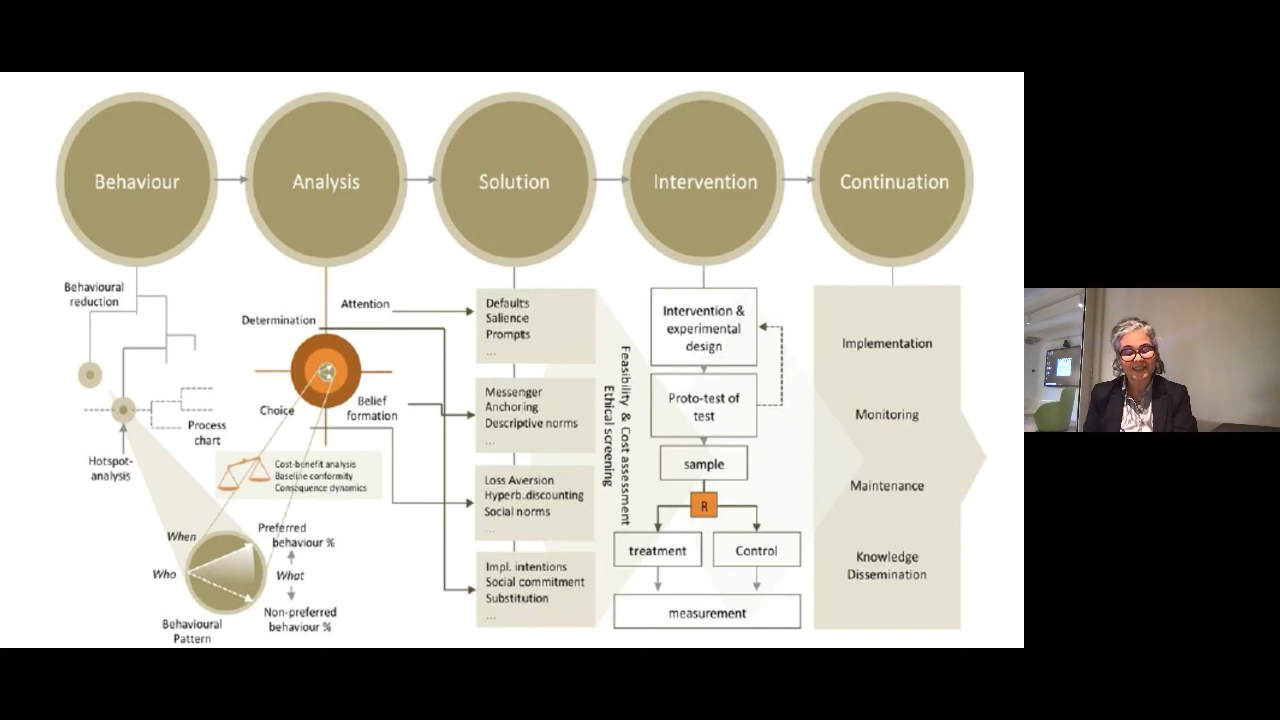 Behaviour
Analysis
Solution
Intervention
Continuation
Behavioural
reduction
Process
chart
Hotspot-
analysis
When
Who
What
Preferred
behaviour %
Non-preferred
behaviour %
Behavioural
Pattern
Attention
Determination
Choice
Belief
formation
Cost-benefit analysis
Baseline conformity
Consequence dynamics
Defaults
Salience
Prompts
...
Messenger
Anchoring
Descriptive norms
...
Loss Aversion
Hyperb.discounting
Social norms
...
Impl. intentions
Social commitment
Substitution
...
Feasibility & Cost assessment
Ethical screening
Intervention &
experimental
design
Proto-test of
test
sample
R
treatment
Control
measurement
Implementation
Monitoring
Maintenance
Knowledge
Dissemination